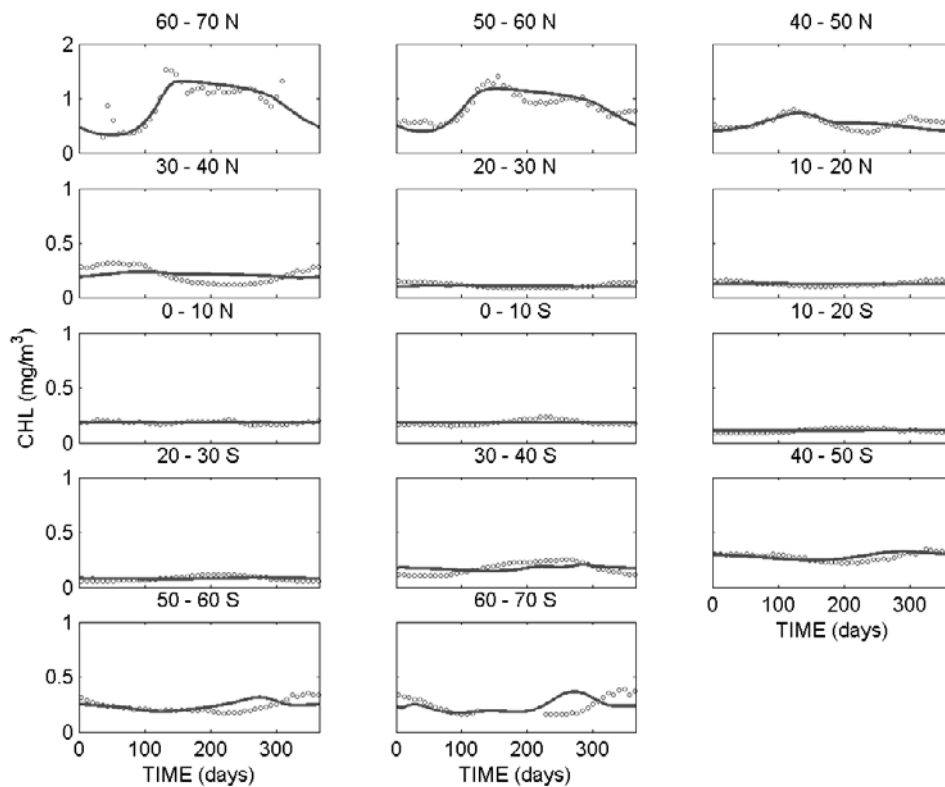 60 - 70 N 50 - 60 N 40 - 50 N
2
1
0
30 - 40 N 20 - 30 N 10 - 20 N
1
0.5
0
0 - 10 N 0 - 10 S 10 - 20 S
1
0.5
0
CHL (mg/m³)
20 - 30 S 30 - 40 S 40 - 50 S
1
0.5
0
0 100 200 300
TIME (days)
50 - 60 S 60 - 70 S
1
0.5
0
0 100 200 300 0 100 200 300
TIME (days) TIME (days)